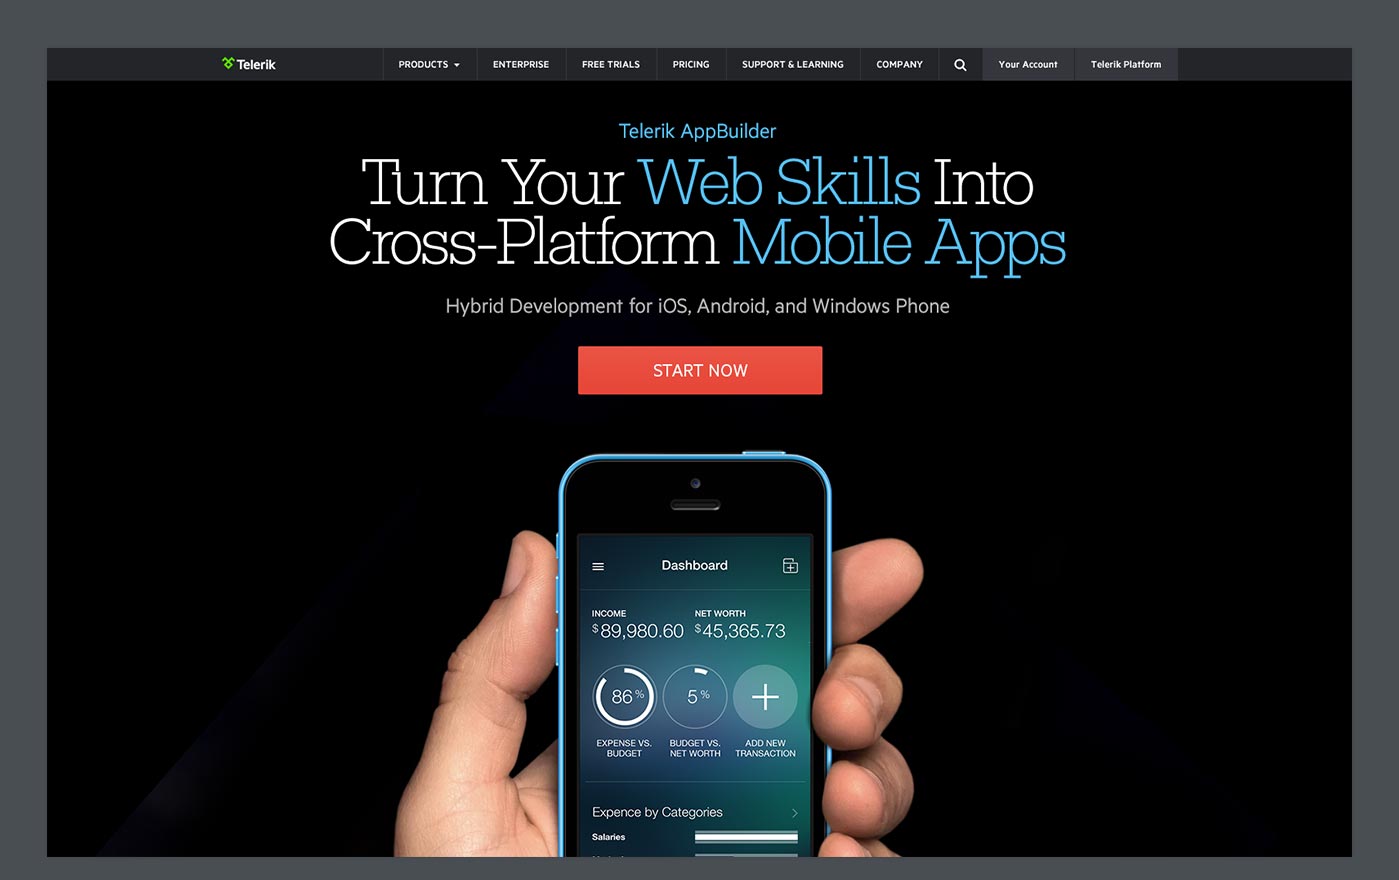 Telerik
PRODUCTS
ENTERPRISE
FREE TRIALS
PRICING
SUPPORT & LEARNING
COMPANY
Your Account
Telerik Platform
Telerik AppBuilder
Turn Your Web Skills Into
Cross-Platform Mobile Apps
Hybrid Development for iOS, Android, and Windows Phone
START NOW
Dashboard
INCOME
$89,980.60
NET WORTH
$45,365.73
86%
EXPENSE VS.
BUDGET
5%
BUDGET VS.
NET WORTH
ADD NEW
TRANSACTION
Expence by Categories
Salaries